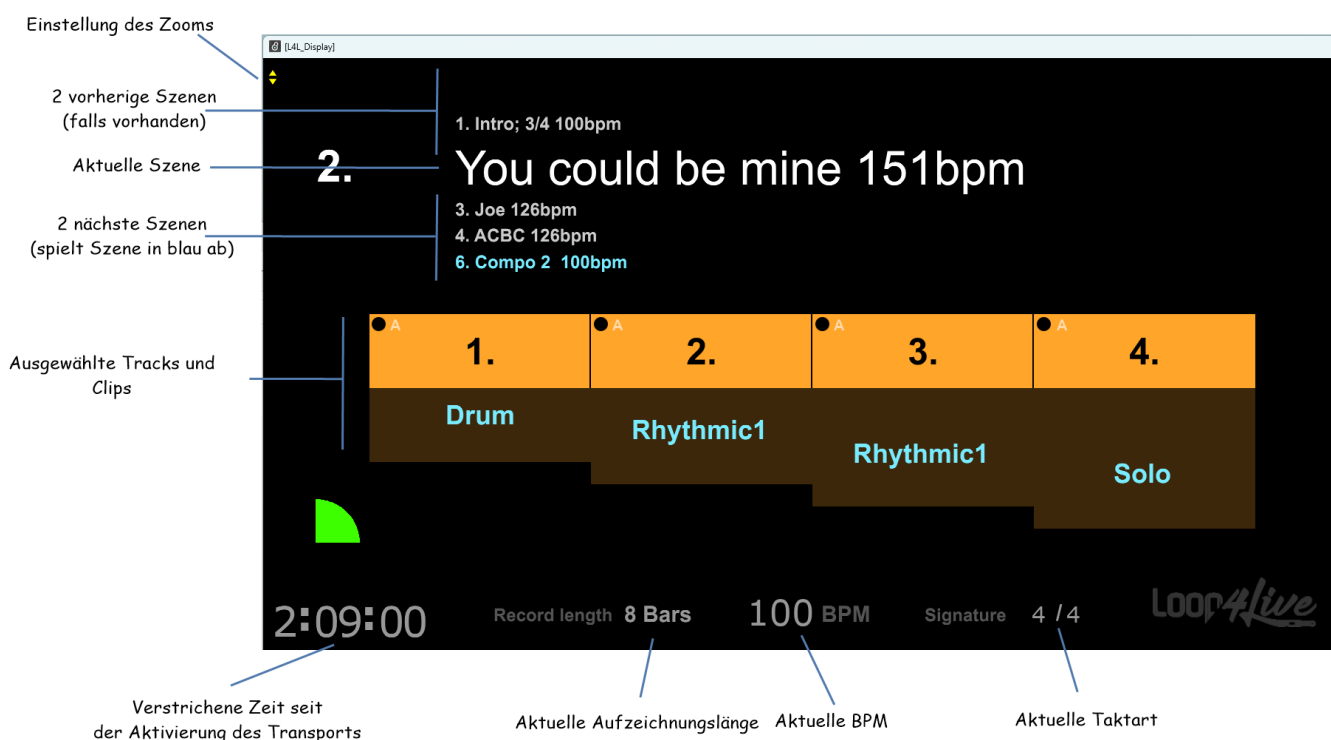 Einstellung des Zooms
[L4L_Display]
2 vorherige Szenen
(falls vorhanden)
1. Intro; 3/4 100bpm
Aktuelle Szene
2.
You could be mine 151bpm
2 nächste Szenen
(spielt Szene in blau ab)
3. Joe 126bpm
4. ACBC 126bpm
6. Compo 2 100bpm
Ausgewählte Tracks und
Clips
A A A A
1. 2. 3. 4.
Drum
Rhythmic1
Rhythmic1
Solo
2:09:00
Record length 8 Bars
100 BPM
Signature 4 / 4
Loop4Live
Verstrichene Zeit seit
der Aktivierung des Transports
Aktuelle Aufzeichnungslänge
Aktuelle BPM
Aktuelle Taktart